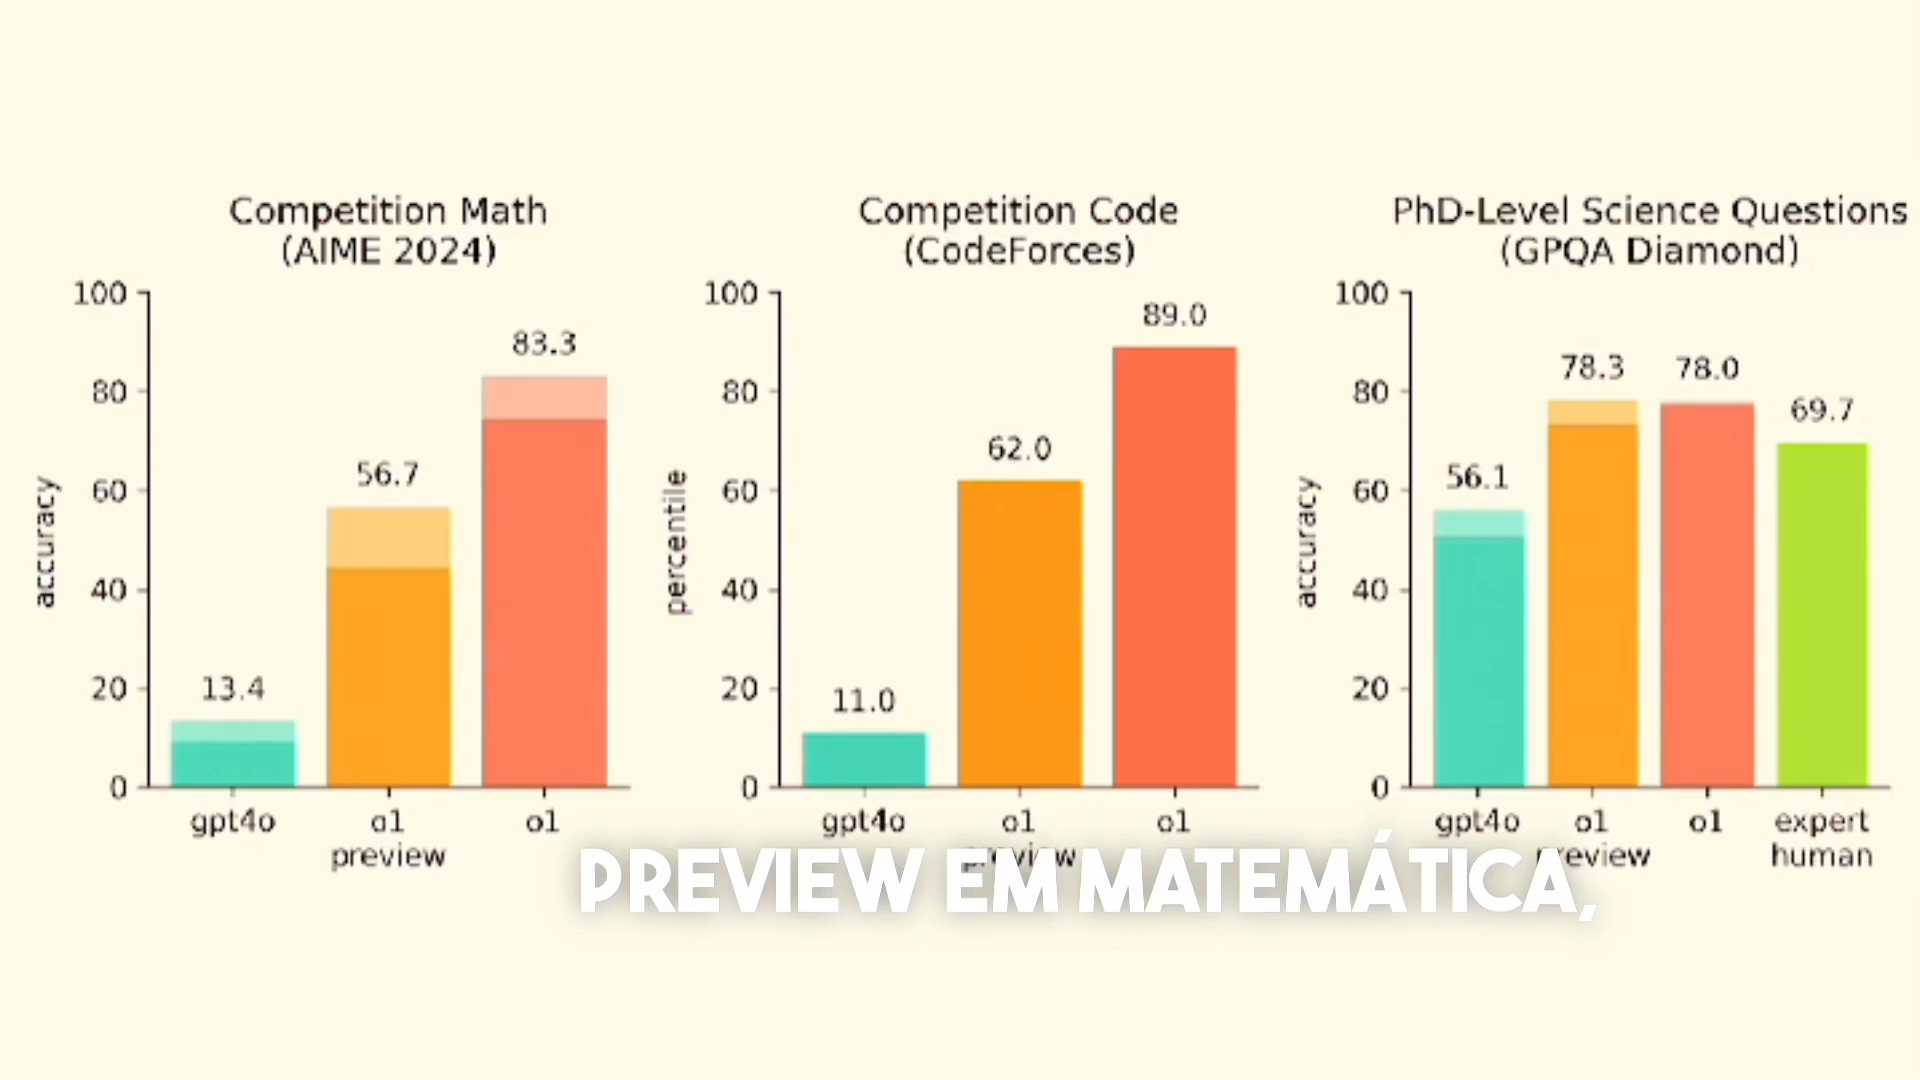 Competition Math
(AIME 2024)
accuracy
100
80
60
40
20
0
13.4
56.7
83.3
gpt4o
o1
preview
o1
Competition Code
(CodeForces)
percentile
100
80
60
40
20
0
11.0
62.0
89.0
gpt4o
o1
preview
o1
PhD-Level Science Questions
(GPQA Diamond)
accuracy
100
80
60
40
20
0
56.1
78.3
78.0
69.7
gpt4o
o1
preview
o1
expert
human
PREVIEW EM MATEMÁTICA,